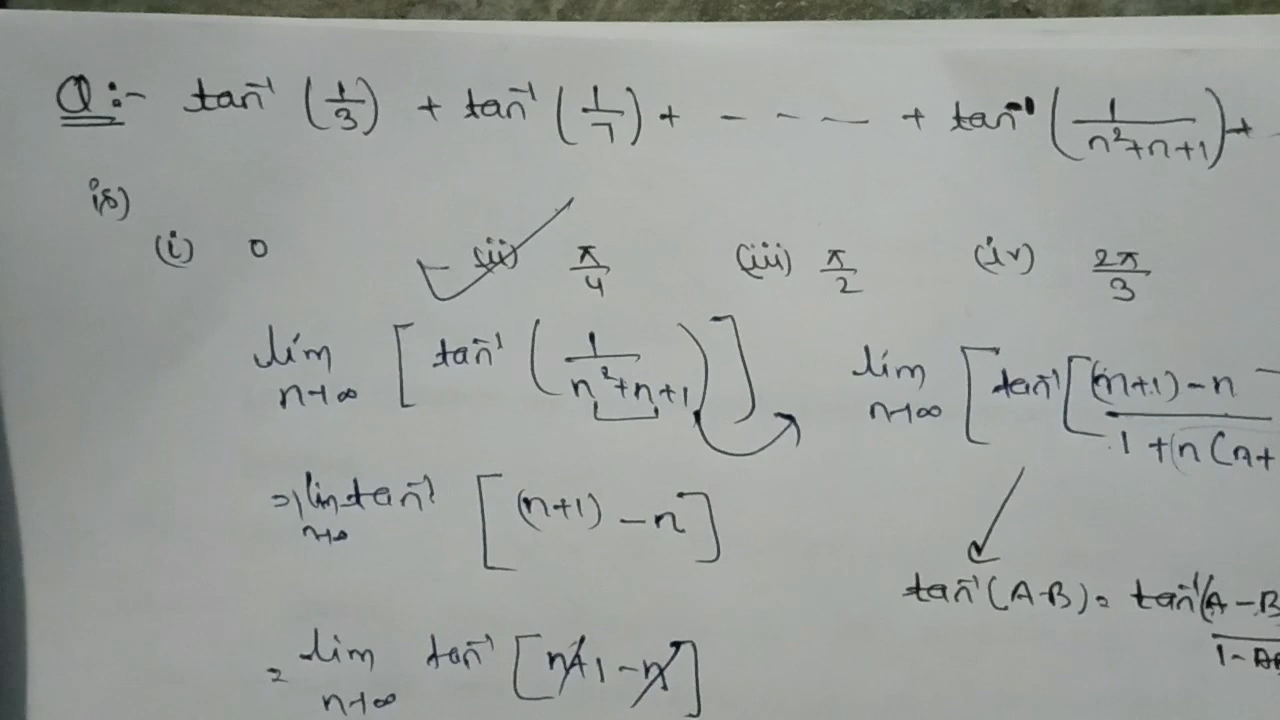 Q:- tan⁻¹ (1/3) + tan⁻¹ (1/7) + - - - — + tan⁻¹ (1/(n²+n+1)) +
is)
(i) 0 (ii) π/4 (iii) π/2 (iv) 2π/3
lim n→∞ [tan⁻¹ (1/(n²+n+1))] lim n→∞ [tan⁻¹ [((n+1)-n)/(1+n(n+
=) lim n→∞ tan⁻¹ [(n+1) - n]
tan⁻¹(A-B) = tan⁻¹(A-B/1-AB
= lim n→∞ tan⁻¹ [n+1-n]